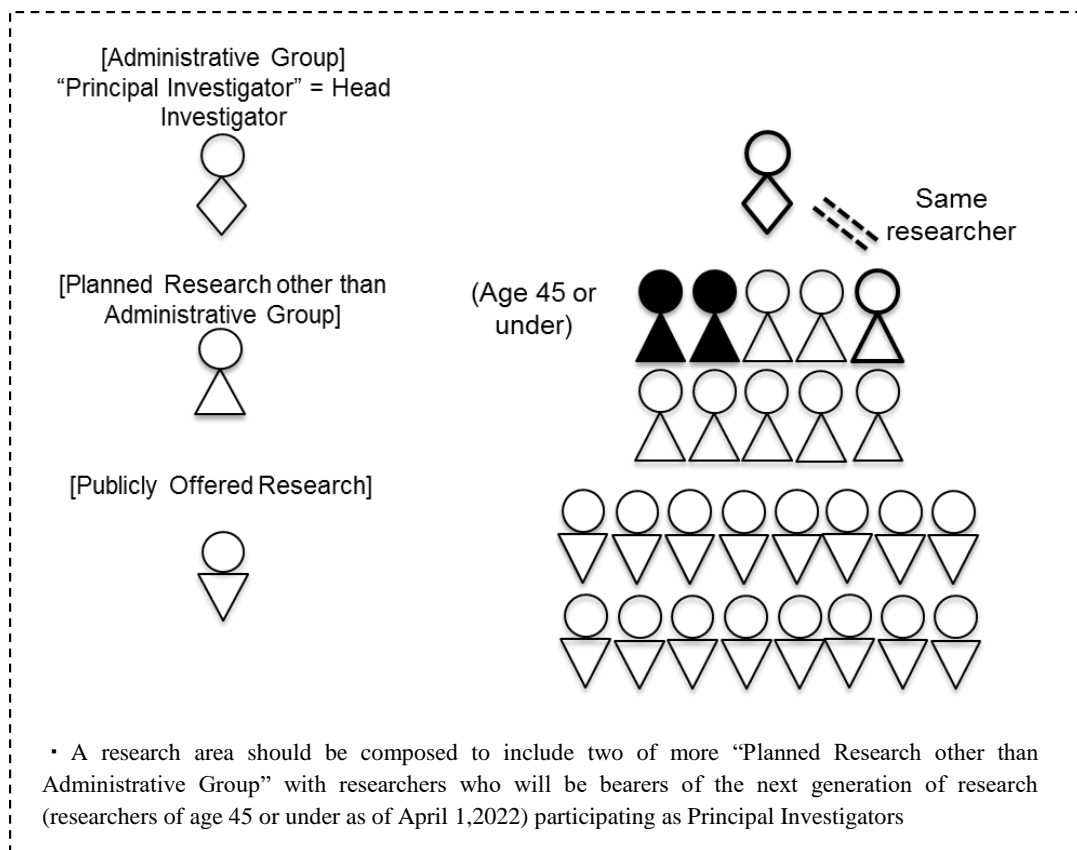 [Administrative Group]
“Principal Investigator” = Head
Investigator
Same
researcher
[Planned Research other than
Administrative Group]
(Age 45 or
under)
[Publicly Offered Research]
・A research area should be composed to include two of more “Planned Research other than
Administrative Group” with researchers who will be bearers of the next generation of research
(researchers of age 45 or under as of April 1,2022) participating as Principal Investigators